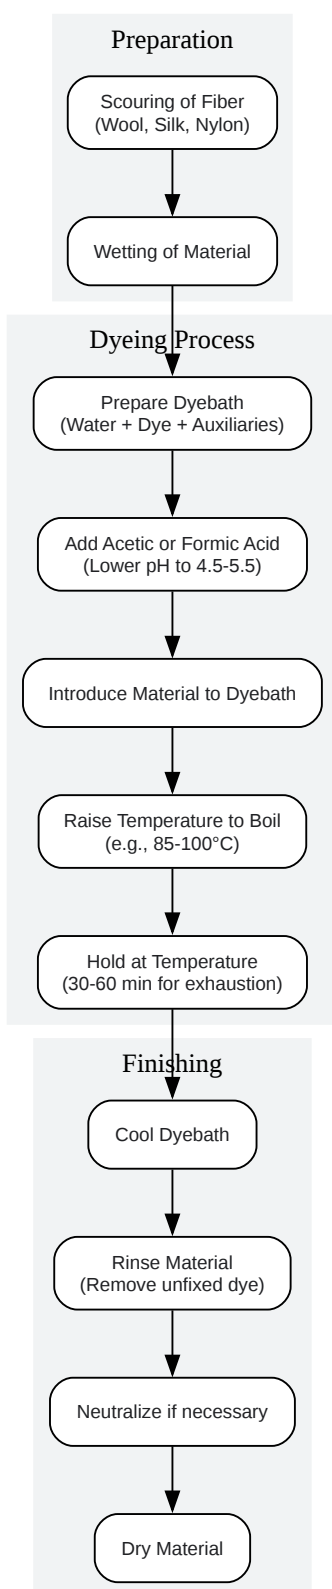 Preparation
Scouring of Fiber
(Wool, Silk, Nylon)
Wetting of Material
Dyeing Process
Prepare Dyebath
(Water + Dye + Auxiliaries)
Add Acetic or Formic Acid
(Lower pH to 4.5-5.5)
Introduce Material to Dyebath
Raise Temperature to Boil
(e.g., 85-100°C)
Hold at Temperature
(30-60 min for exhaustion)
Finishing
Cool Dyebath
Rinse Material
(Remove unfixed dye)
Neutralize if necessary
Dry Material